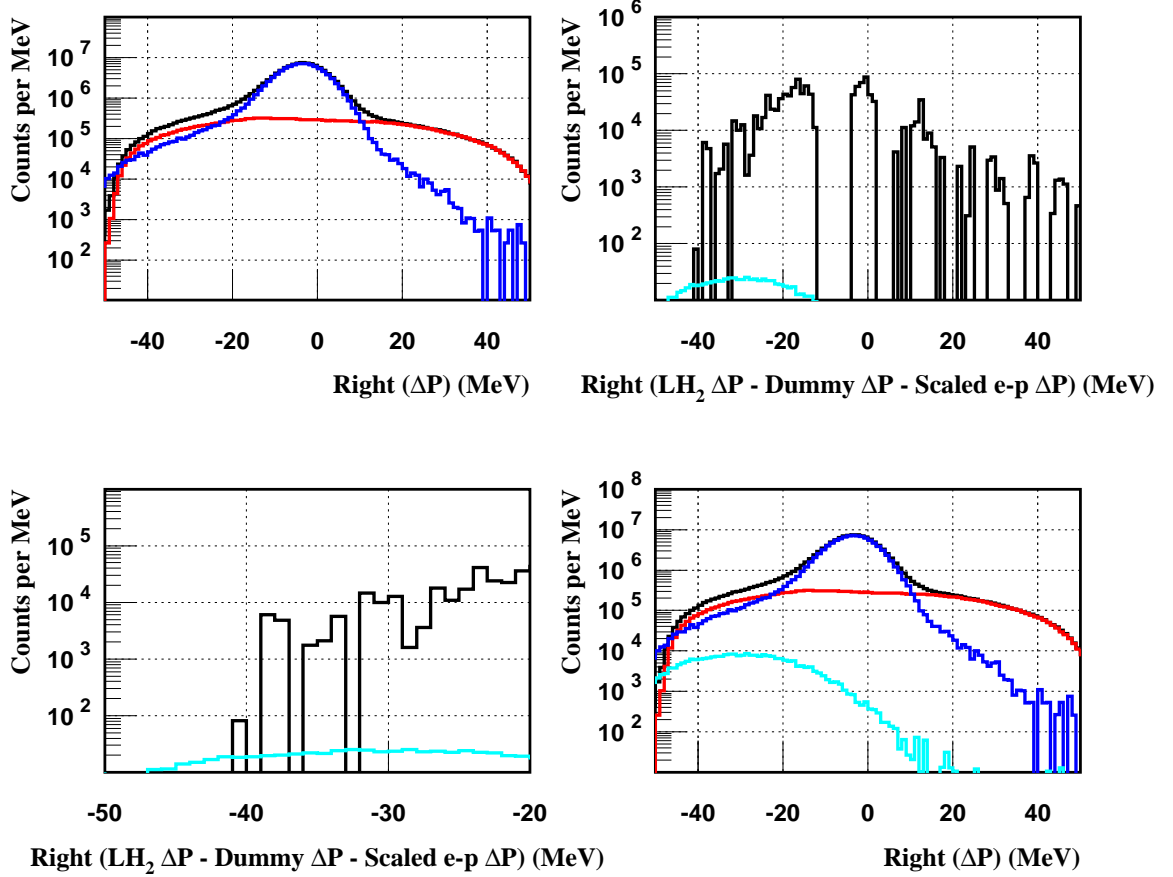 Counts per MeV
10^7
10^6
10^5
10^4
10^3
10^2
-40 -20 0 20 40
Right (ΔP) (MeV)
Counts per MeV
10^6
10^5
10^4
10^3
10^2
-40 -20 0 20 40
Right (LH₂ ΔP - Dummy ΔP - Scaled e-p ΔP) (MeV)
Counts per MeV
10^5
10^4
10^3
10^2
-50 -40 -30 -20
Right (LH₂ ΔP - Dummy ΔP - Scaled e-p ΔP) (MeV)
Counts per MeV
10^8
10^7
10^6
10^5
10^4
10^3
10^2
-40 -20 0 20 40
Right (ΔP) (MeV)